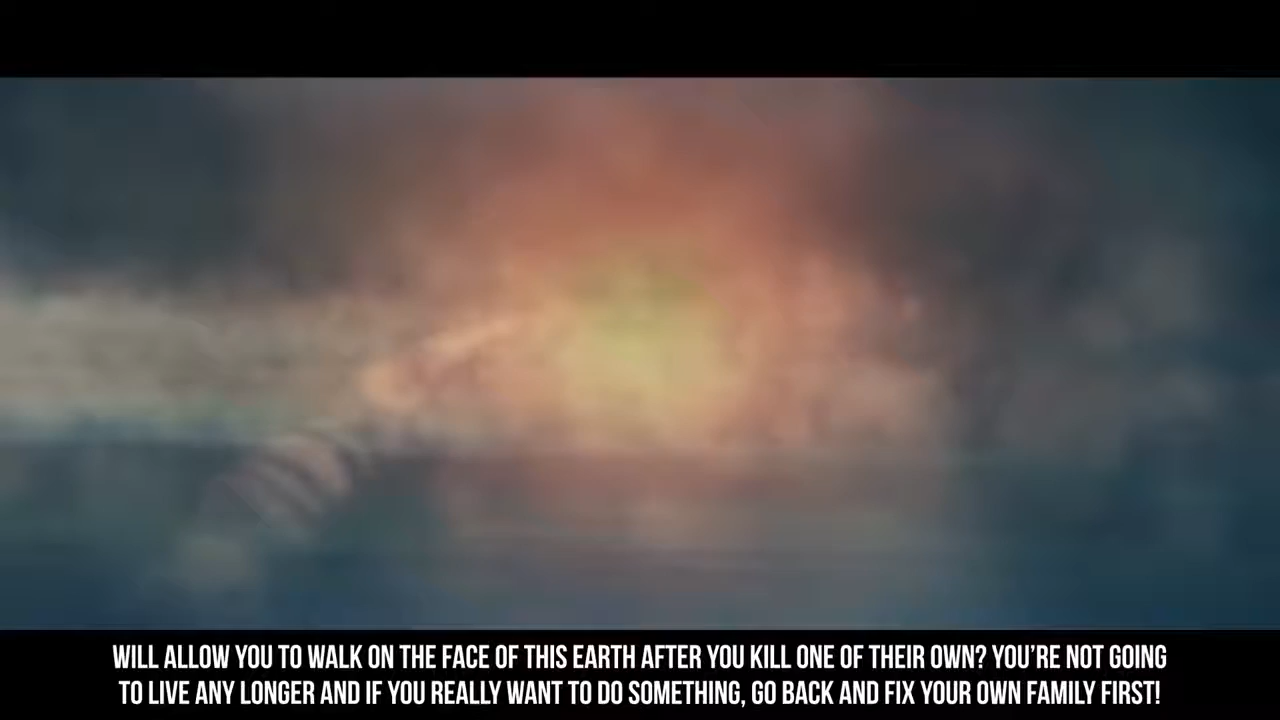 WILL ALLOW YOU TO WALK ON THE FACE OF THIS EARTH AFTER YOU KILL ONE OF THEIR OWN? YOU'RE NOT GOING
TO LIVE ANY LONGER AND IF YOU REALLY WANT TO DO SOMETHING, GO BACK AND FIX YOUR OWN FAMILY FIRST!